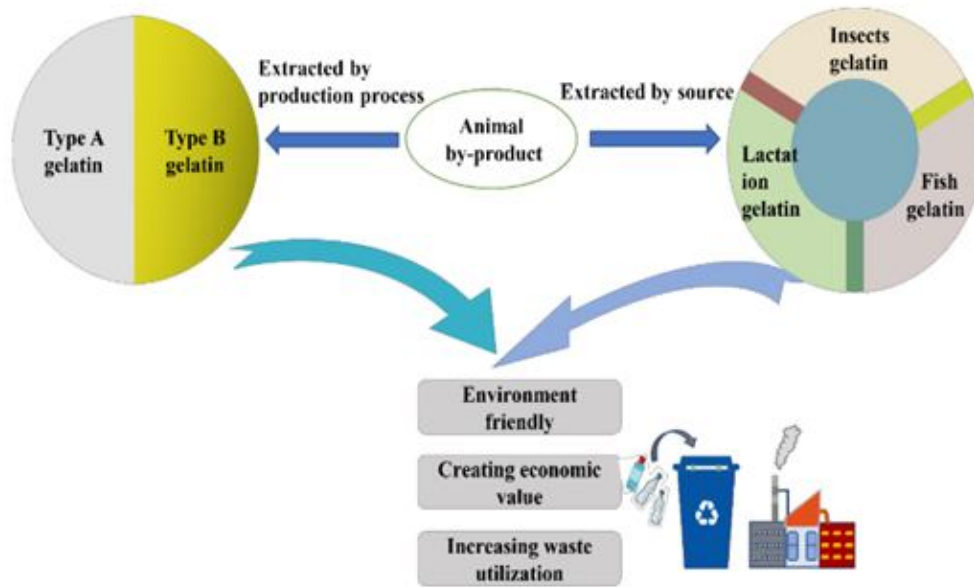 Extracted by
production process
Type A
gelatin
Type B
gelatin
Animal
by-product
Extracted by source
Insects
gelatin
Lactat
ion
gelatin
Fish
gelatin
Environment
friendly
Creating economic
value
Increasing waste
utilization